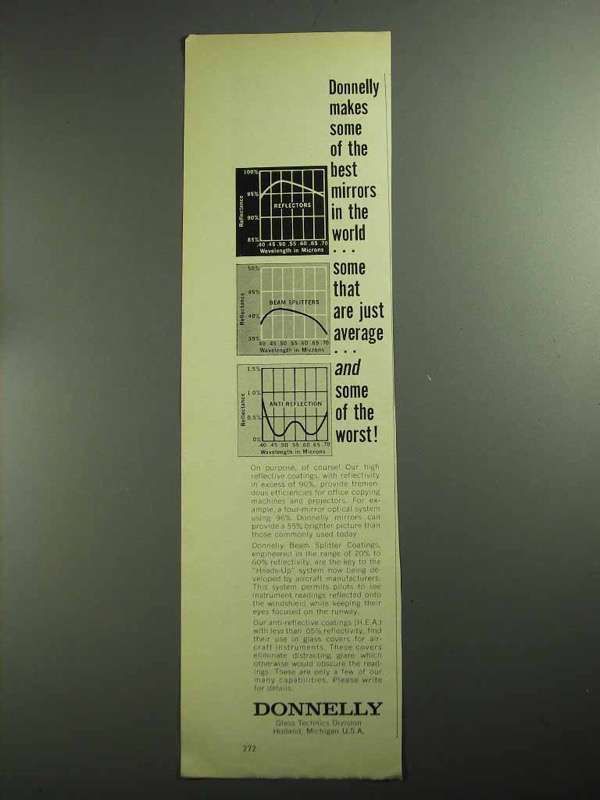 Donnelly
makes
some
of the
best
mirrors
in the
world
. . .
some
that
are just
average
. . .
and
some
of the
worst!
100%
95%
90%
85%
Reflectance
REFLECTORS
.40 .45 .50 .55 .60 .65 .70
Wavelength in Microns
50%
45%
40%
35%
Reflectance
BEAM SPLITTERS
.40 .45 .50 .55 .60 .65 .70
Wavelength in Microns
1.5%
1.0%
0.5%
0%
Reflectance
ANTI REFLECTION
.40 .45 .50 .55 .60 .65 .70
Wavelength in Microns
On purpose, of course! Our high
reflective coatings, with reflectivity
in excess of 90%, provide tremen-
dous efficiencies for office copying
machines and projectors. For ex-
ample, a four-mirror optical system
using 96% Donnelly mirrors can
provide a 55% brighter picture than
those commonly used today.
Donnelly Beam Splitter Coatings,
engineered in the range of 20% to
60% reflectivity, are the key to the
"Heads-Up" system now being de-
veloped by aircraft manufacturers.
This system permits pilots to see
instrument readings reflected onto
the windshield while keeping their
eyes focused on the runway.
Our anti-reflective coatings (H.E.A.)
with less than .05% reflectivity, find
their use in glass covers for air-
craft instruments. These covers
eliminate distracting glare which
otherwise would obscure the read-
ings. These are only a few of our
many capabilities. Please write
for details.
DONNELLY
Glass Technics Division
Holland, Michigan U.S.A.
272